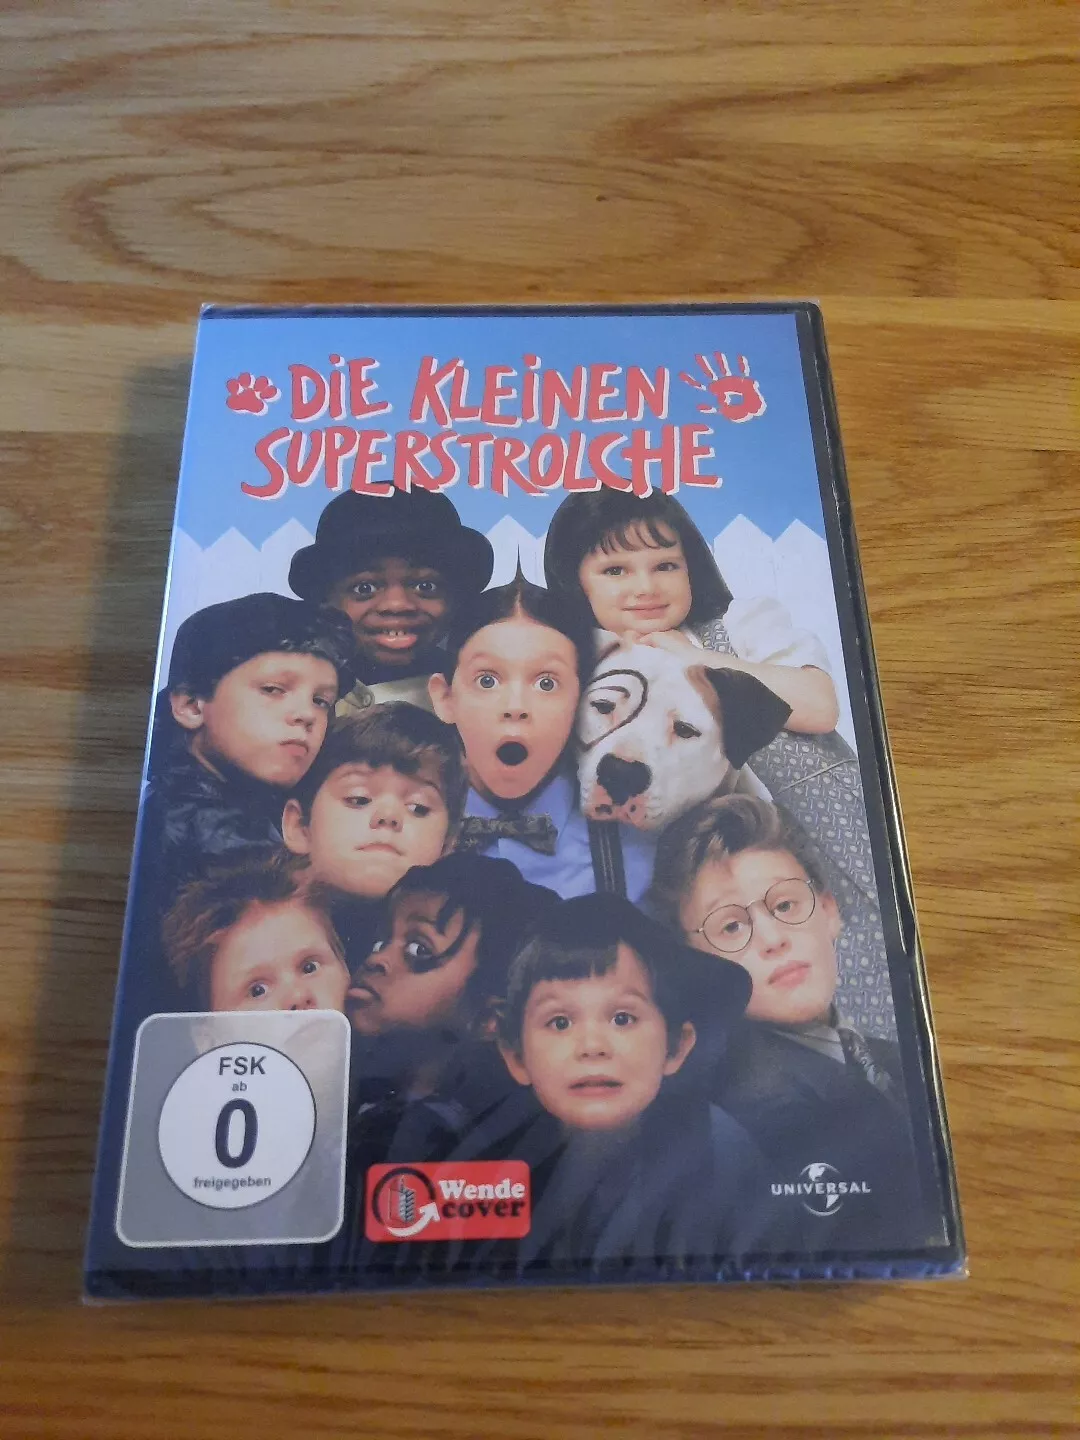 DiE KLEiNEN
SUPERSTROLCHE
FSK
ab
0
freigegeben
Wende
cover
UNIVERSAL